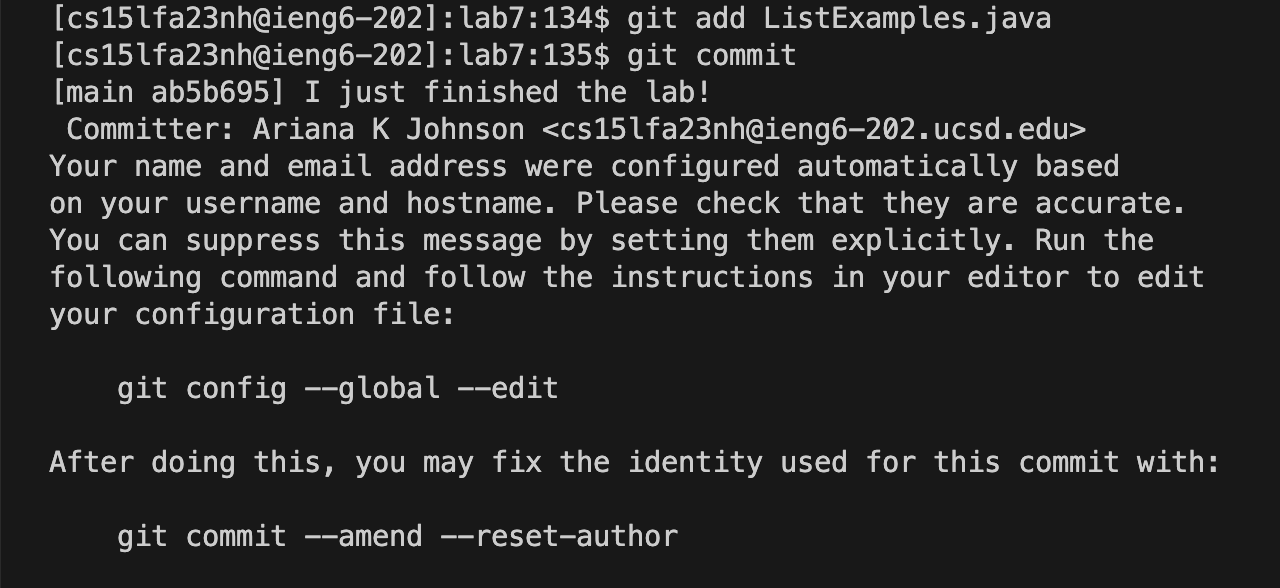 [cs15lfa23nh@ieng6-202]:lab7:134$ git add ListExamples.java
[cs15lfa23nh@ieng6-202]:lab7:135$ git commit
[main ab5b695] I just finished the lab!
 Committer: Ariana K Johnson <cs15lfa23nh@ieng6-202.ucsd.edu>
Your name and email address were configured automatically based
on your username and hostname. Please check that they are accurate.
You can suppress this message by setting them explicitly. Run the
following command and follow the instructions in your editor to edit
your configuration file:

    git config --global --edit

After doing this, you may fix the identity used for this commit with:

    git commit --amend --reset-author